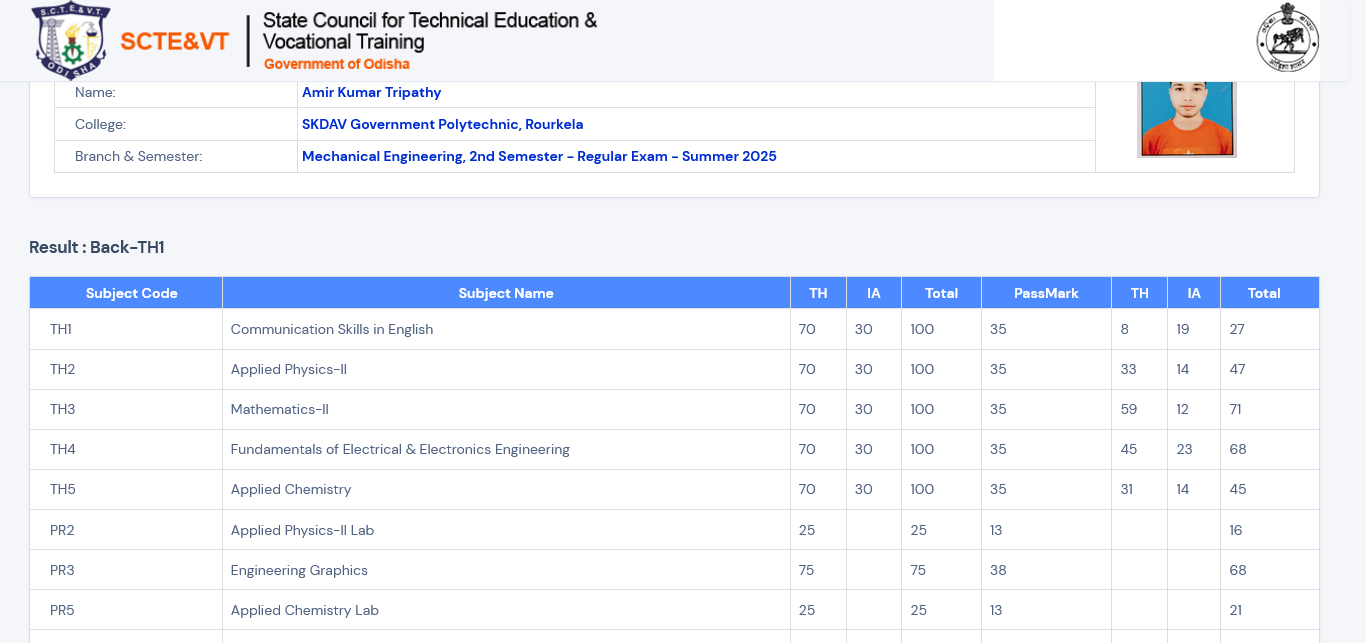 S.C.T.E.& V.T.
ODISHA
SCTE&VT
State Council for Technical Education &
Vocational Training
Government of Odisha
Name: Amir Kumar Tripathy
College: SKDAV Government Polytechnic, Rourkela
Branch & Semester: Mechanical Engineering, 2nd Semester - Regular Exam - Summer 2025
Result : Back-TH1
Subject Code Subject Name TH IA Total PassMark TH IA Total
TH1 Communication Skills in English 70 30 100 35 8 19 27
TH2 Applied Physics-II 70 30 100 35 33 14 47
TH3 Mathematics-II 70 30 100 35 59 12 71
TH4 Fundamentals of Electrical & Electronics Engineering 70 30 100 35 45 23 68
TH5 Applied Chemistry 70 30 100 35 31 14 45
PR2 Applied Physics-II Lab 25 25 13 16
PR3 Engineering Graphics 75 75 38 68
PR5 Applied Chemistry Lab 25 25 13 21